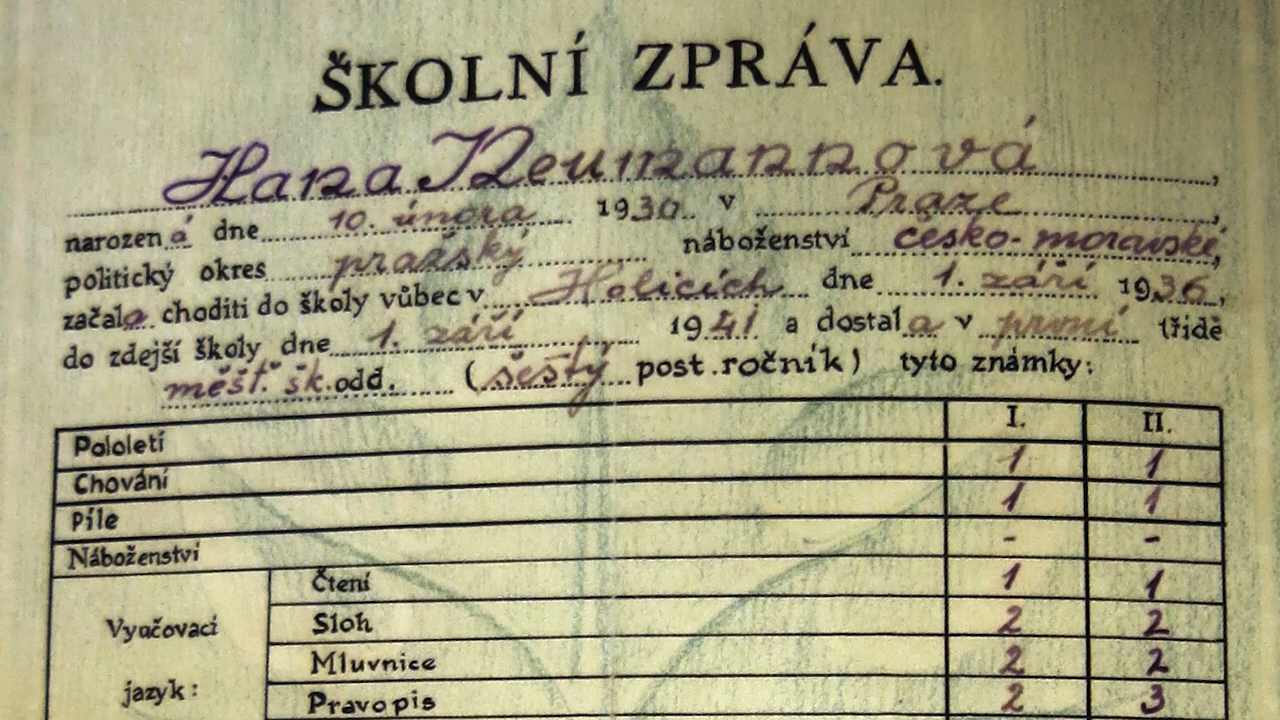 ŠKOLNÍ ZPRÁVA.
Hana Neumannová,
narozená dne 10. února 1930. v Praze,
politický okres pražský náboženství česko-moravské,
začala choditi do školy vůbec v Holicích dne 1. září 1936,
do zdejší školy dne 1. září 1941 a dostala v první třídě
měšť. šk. odd. (šestý post.ročník) tyto známky:
Pololetí I. II.
Chování 1 1
Píle 1 1
Náboženství - -
Vyučovací jazyk:
Čtení 1 1
Sloh 2 2
Mluvnice 2 2
Pravopis 2 3